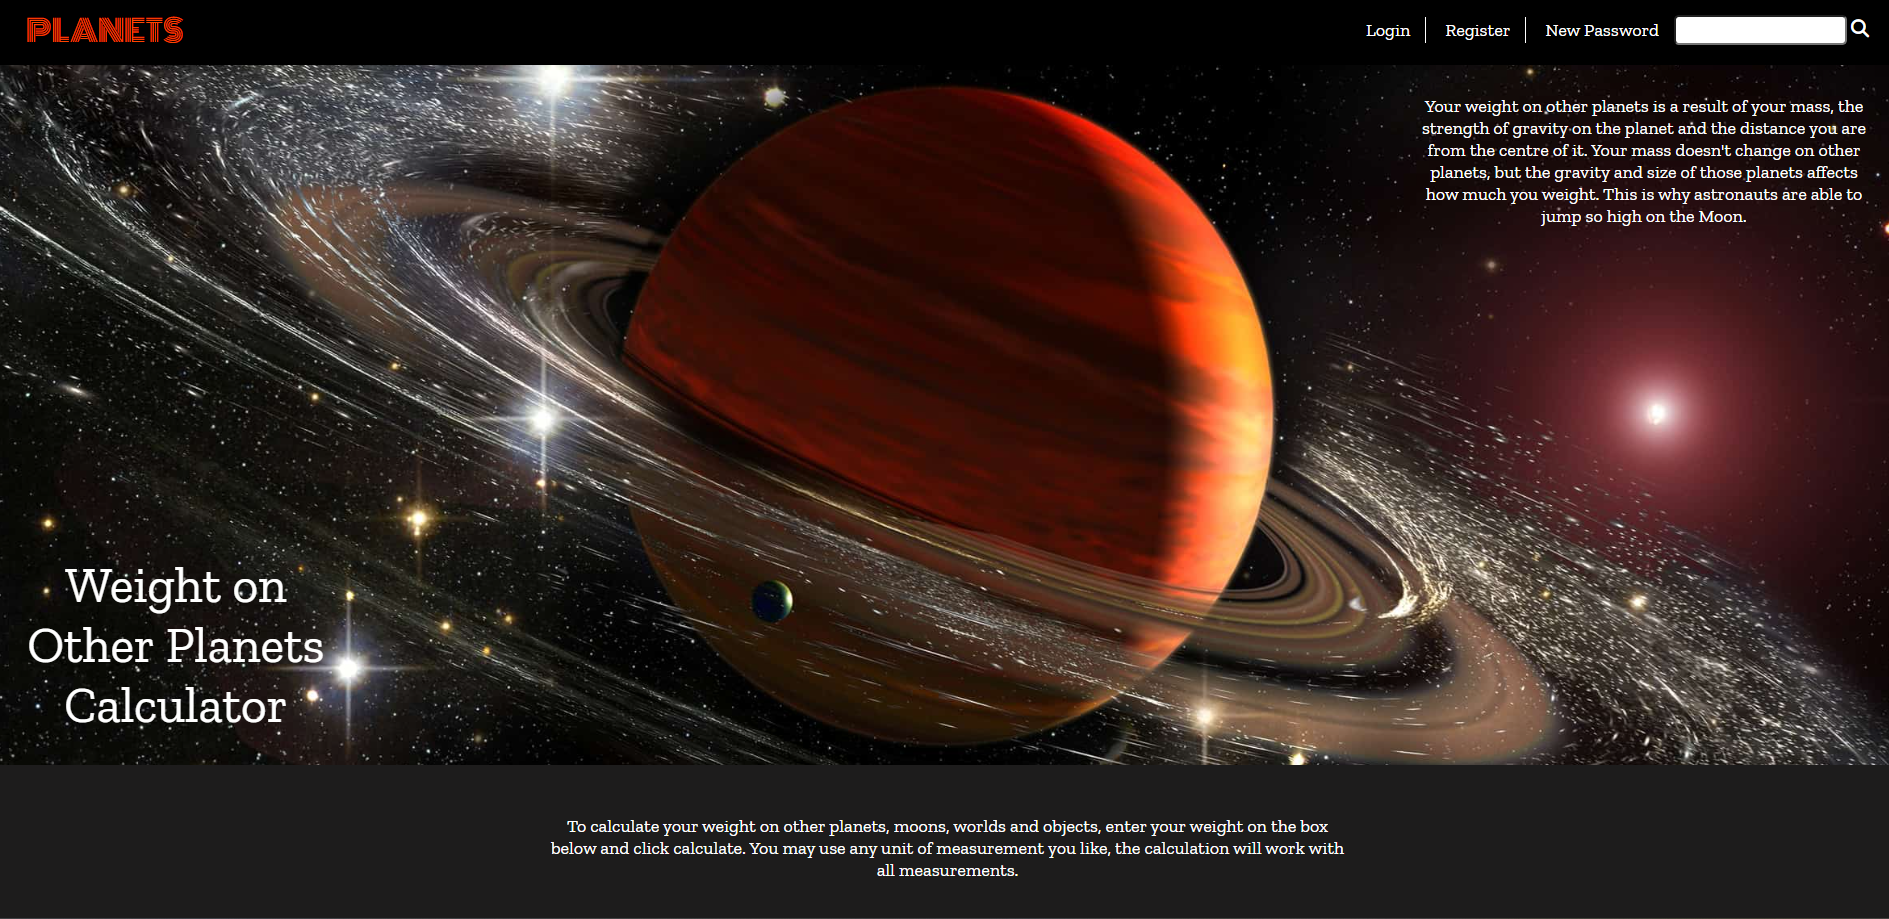 PLANETS
Login
Register
New Password
Your weight on other planets is a result of your mass, the
strength of gravity on the planet and the distance you are
from the centre of it. Your mass doesn't change on other
planets, but the gravity and size of those planets affects
how much you weight. This is why astronauts are able to
jump so high on the Moon.
Weight on
Other Planets
Calculator
To calculate your weight on other planets, moons, worlds and objects, enter your weight on the box
below and click calculate. You may use any unit of measurement you like, the calculation will work with
all measurements.